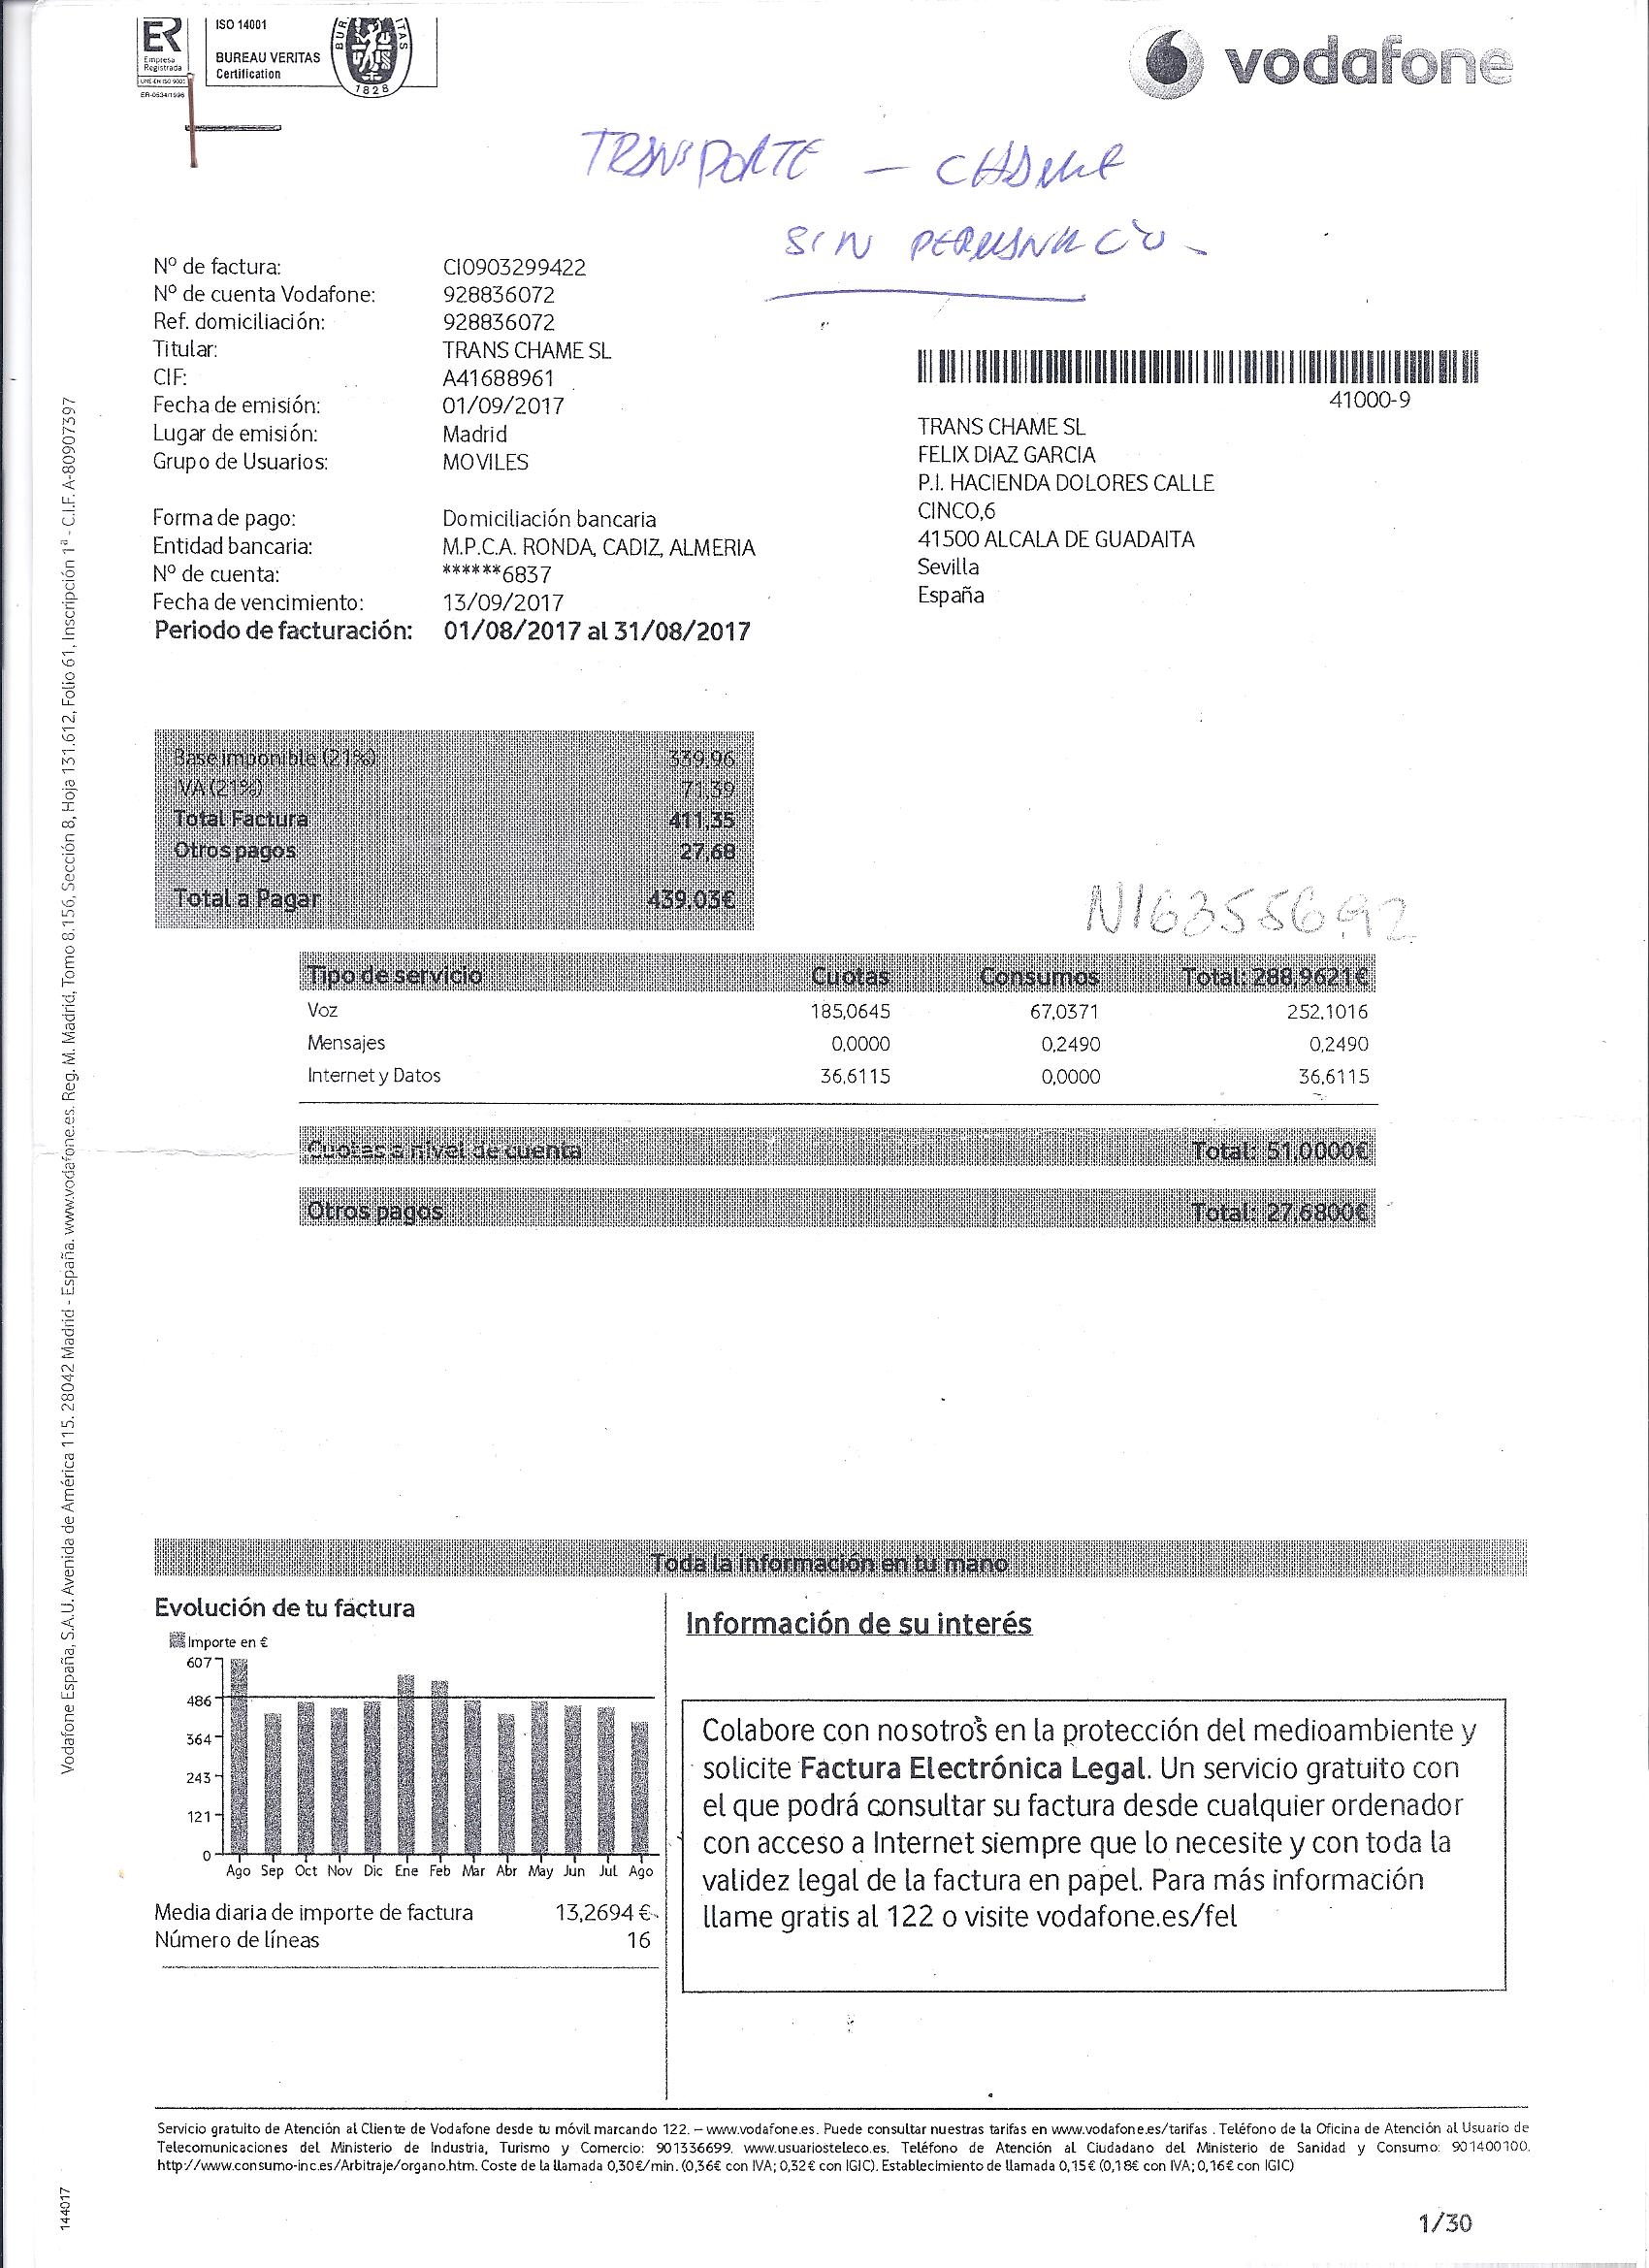 ER
Empresa
Registrada
UNE-EN ISO 9001
ER-0534/1996
ISO 14001
BUREAU VERITAS
Certification
1828
vodafone
TRANSPORTE -
SIN
Nº de factura: CI0903299422
Nº de cuenta Vodafone: 928836072
Ref. domiciliación: 928836072
Titular: TRANS CHAME SL
CIF: A41688961
Fecha de emisión: 01/09/2017
Lugar de emisión: Madrid
Grupo de Usuarios: MOVILES
Forma de pago: Domiciliación bancaria
Entidad bancaria: M.P.C.A. RONDA, CADIZ, ALMERIA
Nº de cuenta: ******6837
Fecha de vencimiento: 13/09/2017
Periodo de facturación: 01/08/2017 al 31/08/2017
41000-9
TRANS CHAME SL
FELIX DIAZ GARCIA
P.I. HACIENDA DOLORES CALLE
CINCO,6
41500 ALCALA DE GUADAITA
Sevilla
España
Base imponible (21%) 339,96
IVA (21%) 71,39
Total Factura 411,35
Otros pagos 27,68
Total a Pagar 439,03€
Tipo de servicio Cuotas Consumos Total: 288,9621€
Voz 185,0645 67,0371 252,1016
Mensajes 0,0000 0,2490 0,2490
Internet y Datos 36,6115 0,0000 36,6115
Cuotas a nivel de cuenta Total: 51,0000€
Otros pagos Total: 27,6800€
Toda la información en tu mano
Evolución de tu factura
Importe en €
607
486
364
243
121
0
Ago Sep Oct Nov Dic Ene Feb Mar Abr May Jun Jul Ago
Media diaria de importe de factura 13,2694 €
Número de líneas 16
Información de su interés
Colabore con nosotros en la protección del medioambiente y
solicite Factura Electrónica Legal. Un servicio gratuito con
el que podrá consultar su factura desde cualquier ordenador
con acceso a Internet siempre que lo necesite y con toda la
validez legal de la factura en papel. Para más información
llame gratis al 122 o visite vodafone.es/fel
Servicio gratuito de Atención al Cliente de Vodafone desde tu móvil marcando 122. – www.vodafone.es. Puede consultar nuestras tarifas en www.vodafone.es/tarifas . Teléfono de la Oficina de Atención al Usuario de
Telecomunicaciones del Ministerio de Industria, Turismo y Comercio: 901336699. www.usuariosteleco.es. Teléfono de Atención al Ciudadano del Ministerio de Sanidad y Consumo: 901400100.
http://www.consumo-inc.es/Arbitraje/organo.htm. Coste de la llamada 0,30€/min. (0,36€ con IVA; 0,32€ con IGIC). Establecimiento de llamada 0,15€ (0,18€ con IVA; 0,16€ con IGIC)
1/30
Vodafone España, S.A.U. Avenida de América 115. 28042 Madrid - España. www.vodafone.es. Reg. M. Madrid, Tomo 8.156, Sección 8, Hoja 131.612, Folio 61, Inscripción 1ª - C.I.F. A-80907397
144017